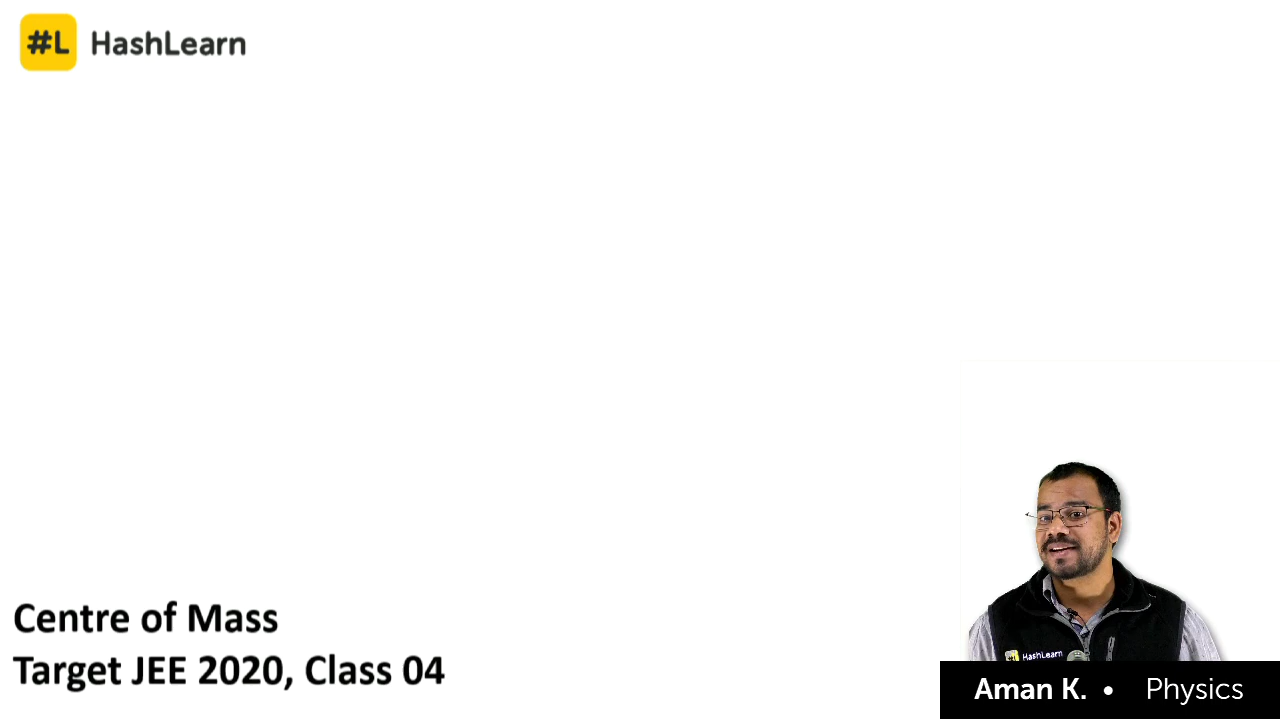 #L HashLearn
Centre of Mass
Target JEE 2020, Class 04
HashLearn
Aman K. • Physics